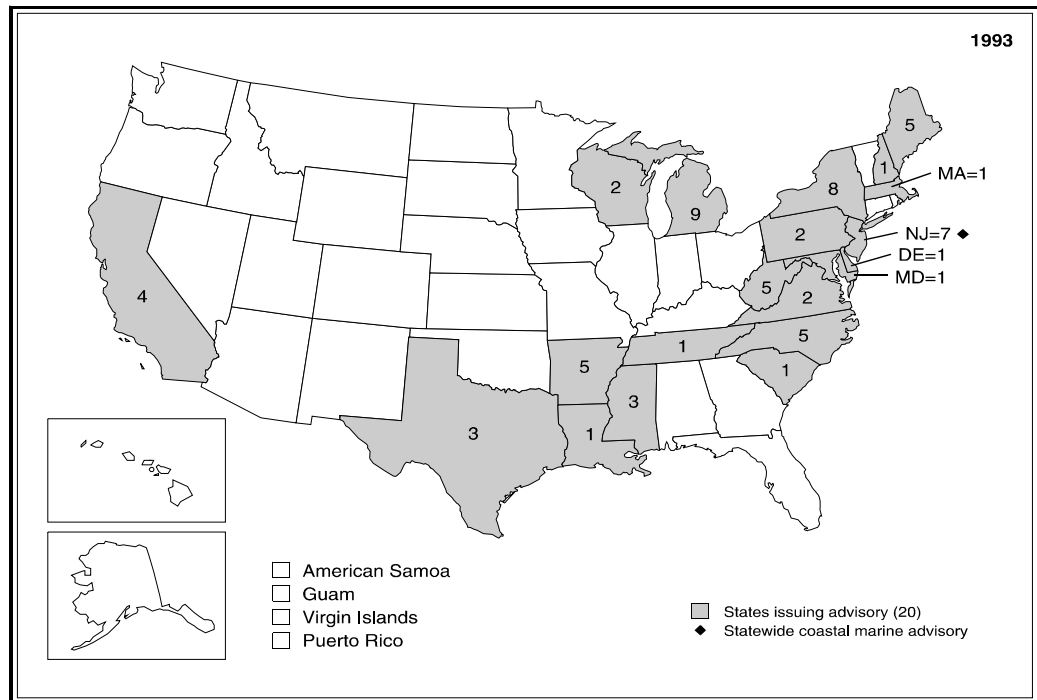 1993
5
1
MA=1
8
2
9
NJ=7 ◆
2
DE=1
MD=1
5
2
4
5
1
1
5
3
1
3
American Samoa
Guam
Virgin Islands
Puerto Rico
States issuing advisory (20)
◆ Statewide coastal marine advisory